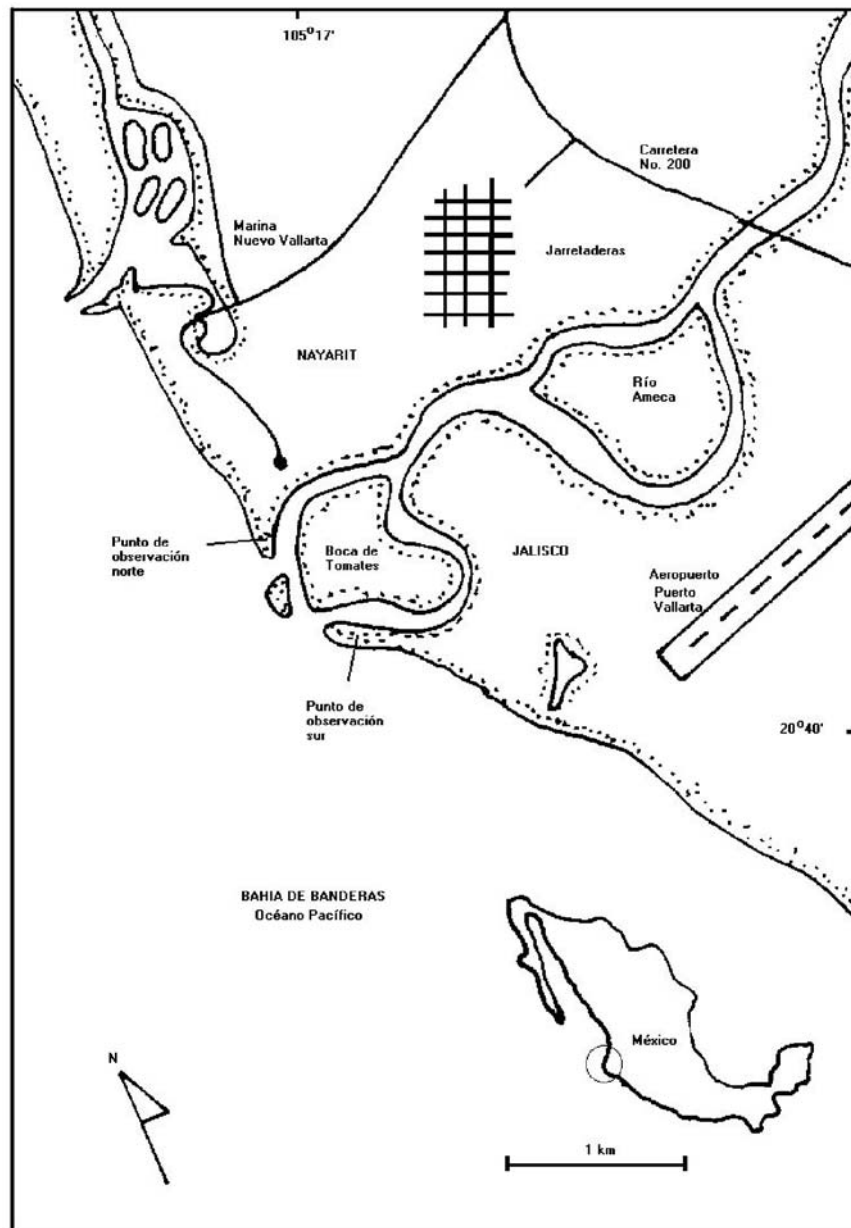 105°17'
Carretera
No. 200
Marina
Nuevo Vallarta
Jarretaderas
NAYARIT
Río
Ameca
Punto de
observación
norte
Boca de
Tomates
JALISCO
Aeropuerto
Puerto
Vallarta
Punto de
observación
sur
20°40'
BAHIA DE BANDERAS
Océano Pacífico
México
N
1 km